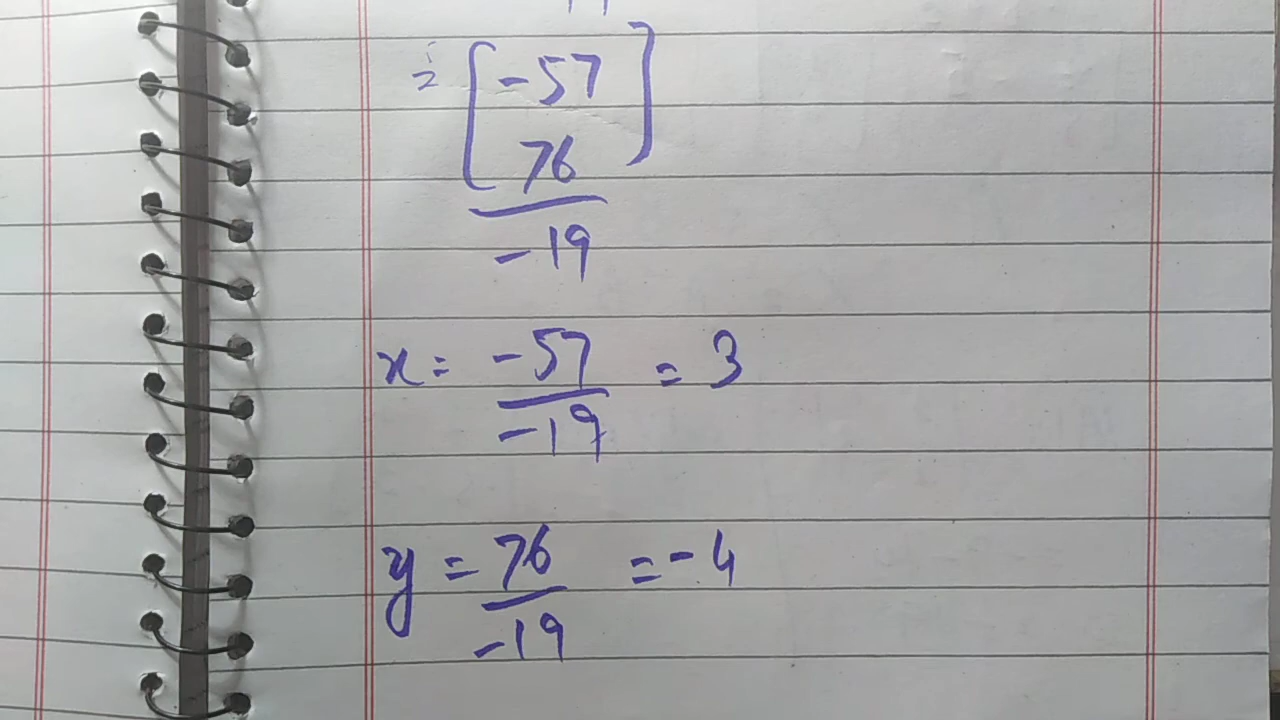 = [ -57
76 ]
-19
x = -57 / -19 = 3
y = 76 / -19 = -4